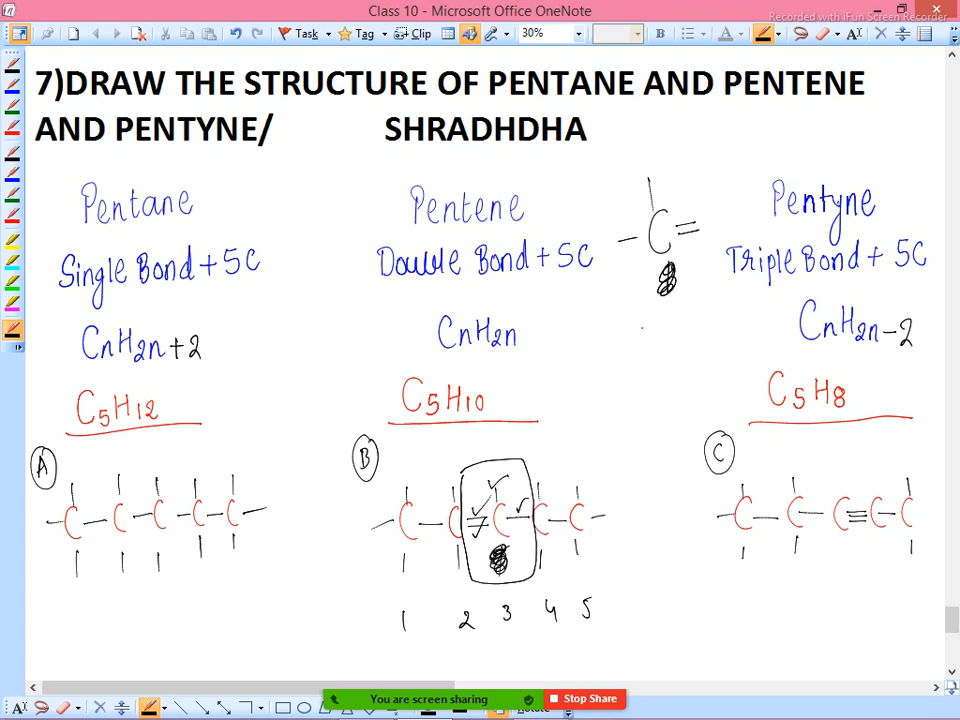 Class 10 - Microsoft Office OneNote
Recorded with iFun Screen Recorder
Task
Tag
Clip
30%
B
A
7)DRAW THE STRUCTURE OF PENTANE AND PENTENE
AND PENTYNE/ SHRADHDHA
Pentane Pentene Pentyne
Single Bond + 5C Double Bond + 5C -C= Triple Bond + 5C
CnH2n+2 CnH2n CnH2n-2
C5H12 C5H10 C5H8
A B C
-C-C-C-C-C- -C-C=C-C-C- -C-C-C≡C-C
1 2 3 4 5
You are screen sharing
Stop Share